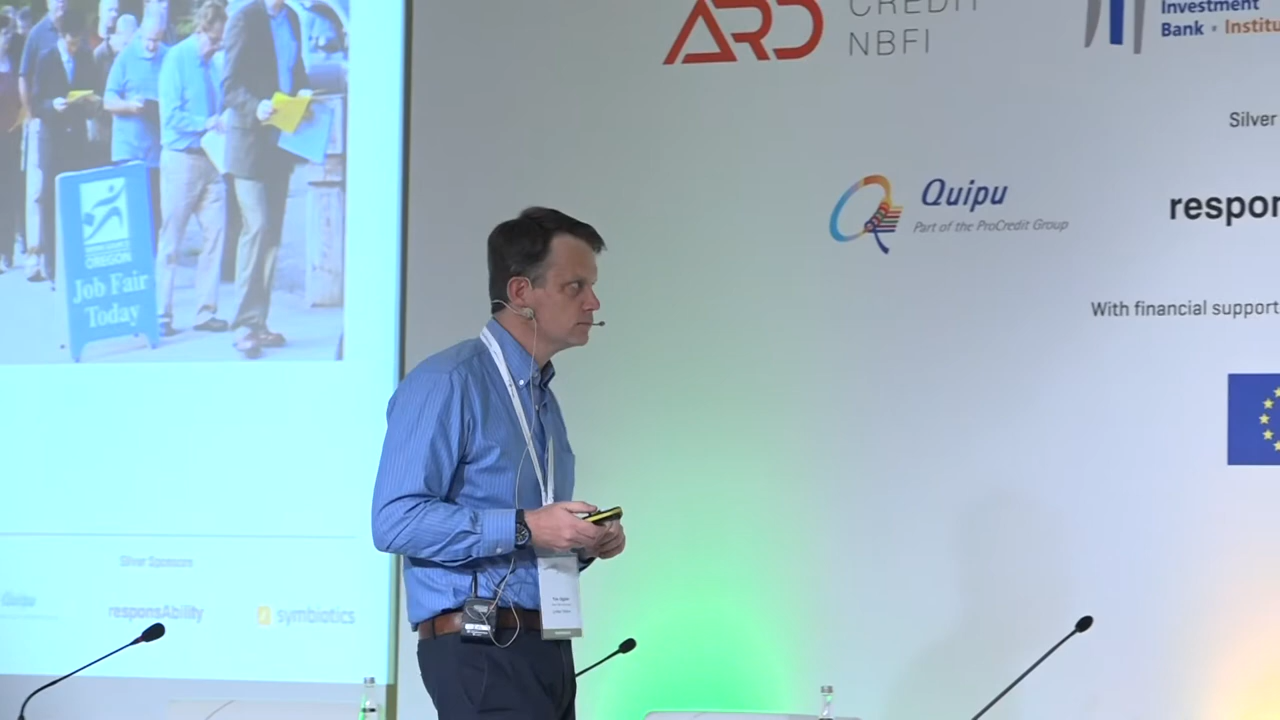 ARD
CREDIT
NBFI
Investment
Bank • Institu
Silver
Quipu
Part of the ProCredit Group
respon
With financial support
OREGON
Job Fair
Today
Silver Sponsors
Quipu
responsAbility
symbiotics